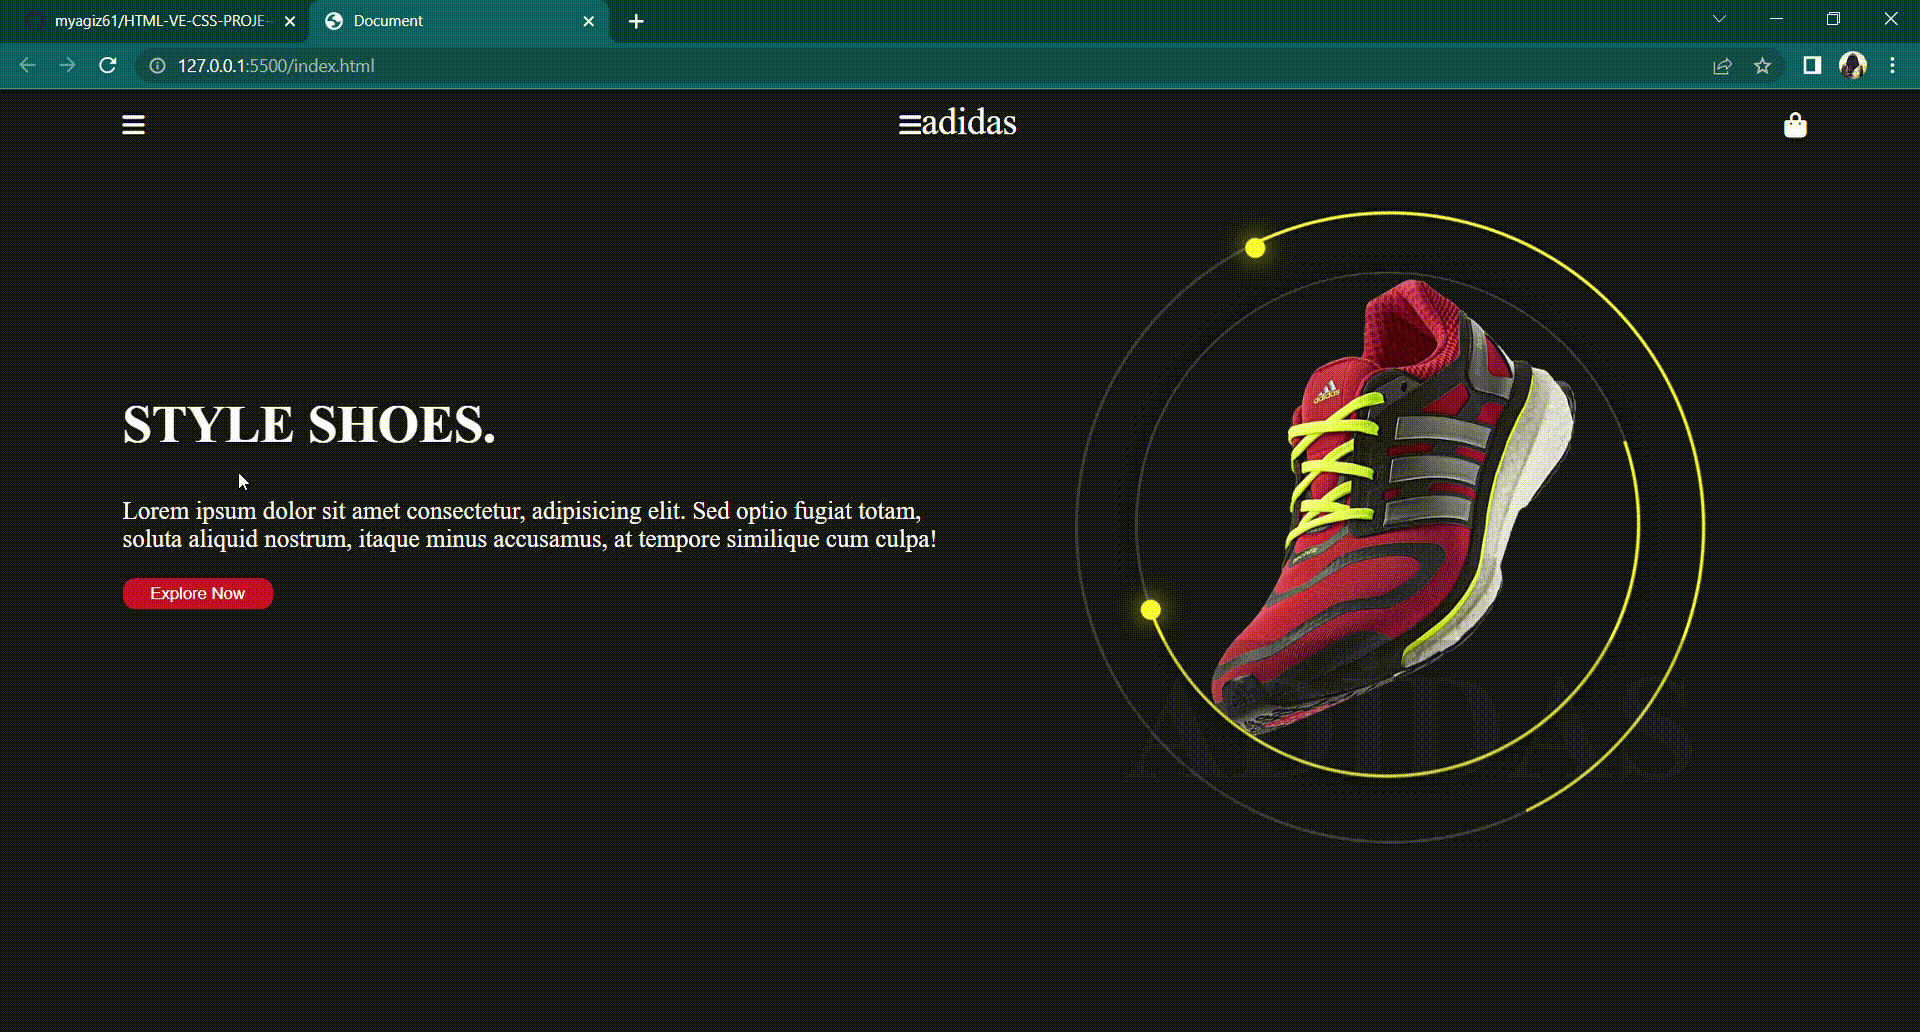 myagiz61/HTML-VE-CSS-PROJE-
Document
127.0.0.1:5500/index.html
adidas
STYLE SHOES.
Lorem ipsum dolor sit amet consectetur, adipisicing elit. Sed optio fugiat totam,
soluta aliquid nostrum, itaque minus accusamus, at tempore similique cum culpa!
Explore Now
adidas
techfit
ADIDAS